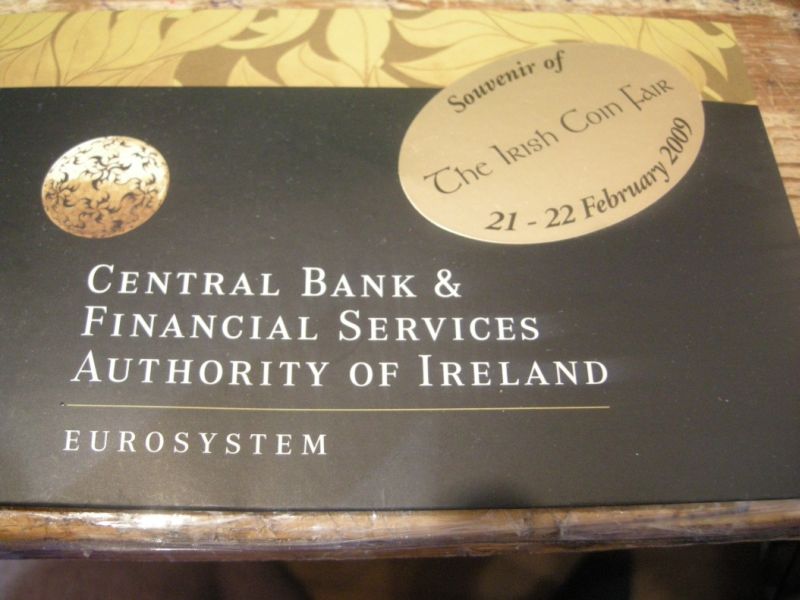 Souvenir of
The Irish Coin Fair
21 - 22 February 2009
CENTRAL BANK &
FINANCIAL SERVICES
AUTHORITY OF IRELAND
EUROSYSTEM